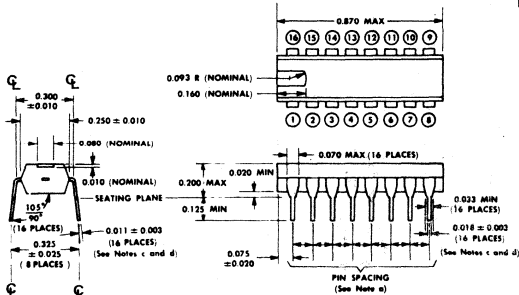 0.870 MAX
16 15 14 13 12 11 10 9
0.093 R (NOMINAL)
0.160 (NOMINAL)
1 2 3 4 5 6 7 8
℄ ℄
0.300
±0.010
0.250 ± 0.010
0.080 (NOMINAL)
0.010 (NOMINAL)
SEATING PLANE
105°
90°
(16 PLACES)
0.011 ± 0.003
(16 PLACES)
(See Notes c and d)
0.325
± 0.025
(8 PLACES)
℄ ℄
0.070 MAX (16 PLACES)
0.020 MIN
0.200 MAX
0.125 MIN
0.033 MIN
(16 PLACES)
0.018 ± 0.003
(16 PLACES)
(See Notes c and d)
0.075
±0.020
PIN SPACING
(See Note a)